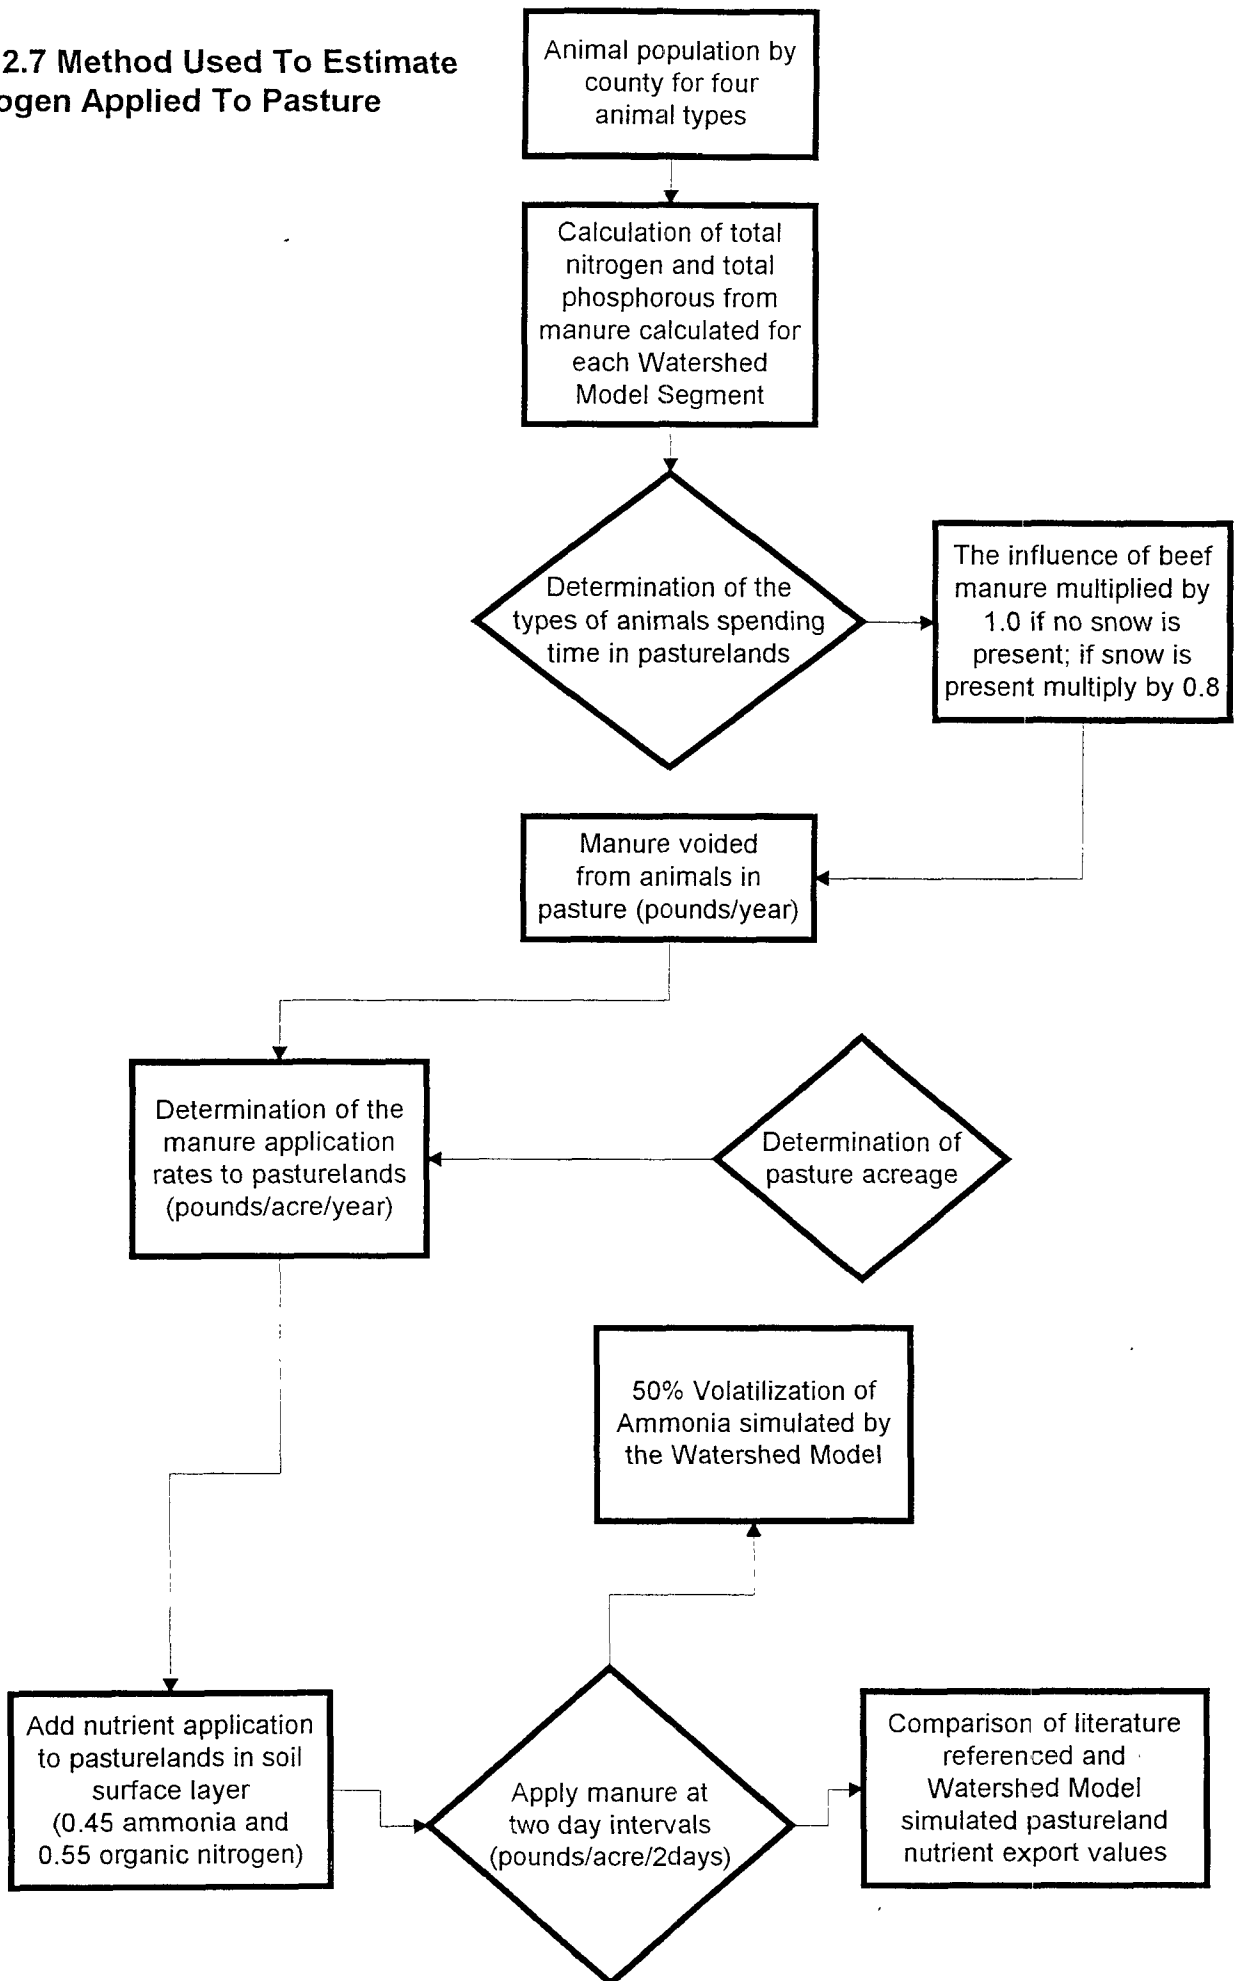 2.7 Method Used To Estimate
ogen Applied To Pasture
Animal population by
county for four
animal types
Calculation of total
nitrogen and total
phosphorous from
manure calculated for
each Watershed
Model Segment
Determination of the
types of animals spending
time in pasturelands
The influence of beef
manure multiplied by
1.0 if no snow is
present; if snow is
present multiply by 0.8
Manure voided
from animals in
pasture (pounds/year)
Determination of the
manure application
rates to pasturelands
(pounds/acre/year)
Determination of
pasture acreage
50% Volatilization of
Ammonia simulated by
the Watershed Model
Add nutrient application
to pasturelands in soil
surface layer
(0.45 ammonia and
0.55 organic nitrogen)
Apply manure at
two day intervals
(pounds/acre/2days)
Comparison of literature
referenced and
Watershed Model
simulated pastureland
nutrient export values